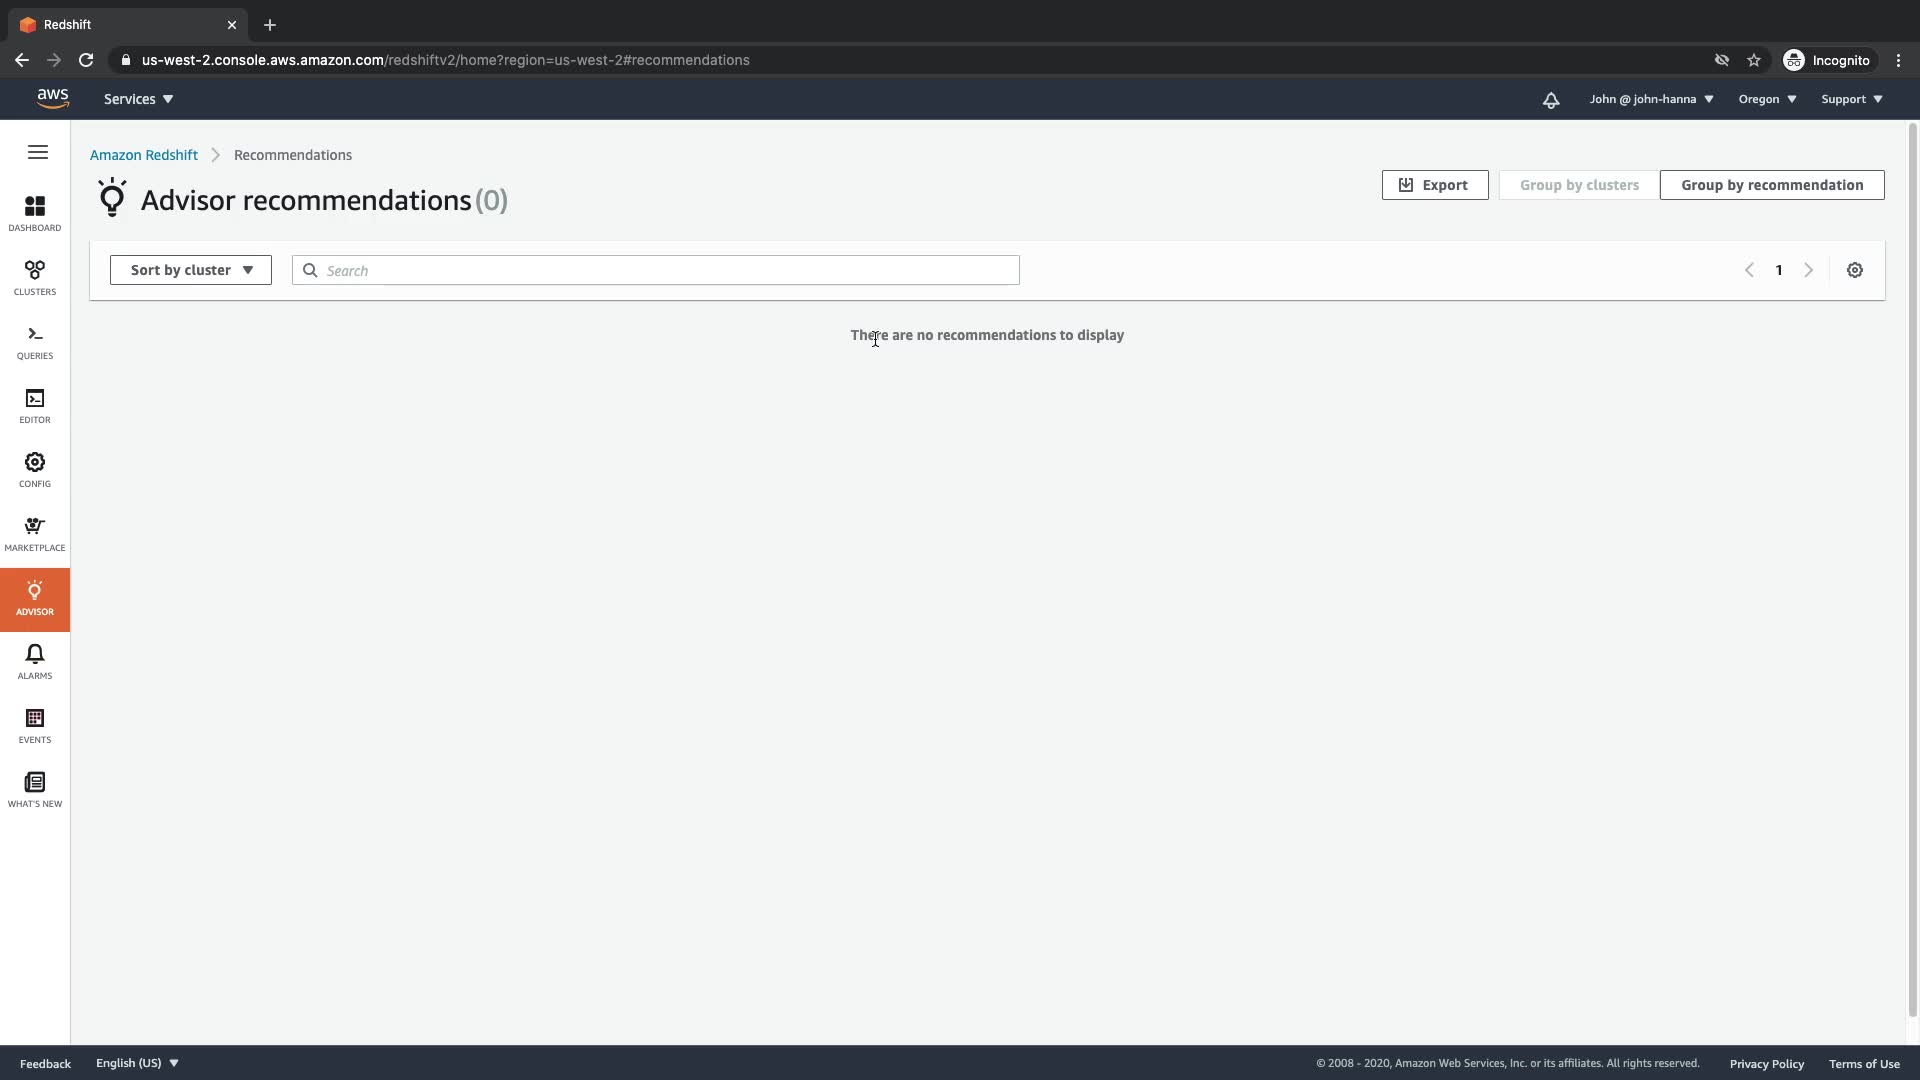 Redshift
us-west-2.console.aws.amazon.com/redshiftv2/home?region=us-west-2#recommendations
Incognito
aws
Services
John @ john-hanna
Oregon
Support
Amazon Redshift
Recommendations
Advisor recommendations (0)
Export
Group by clusters
Group by recommendation
Sort by cluster
Search
1
There are no recommendations to display
DASHBOARD
CLUSTERS
QUERIES
EDITOR
CONFIG
MARKETPLACE
ADVISOR
ALARMS
EVENTS
WHAT'S NEW
Feedback
English (US)
© 2008 - 2020, Amazon Web Services, Inc. or its affiliates. All rights reserved.
Privacy Policy
Terms of Use